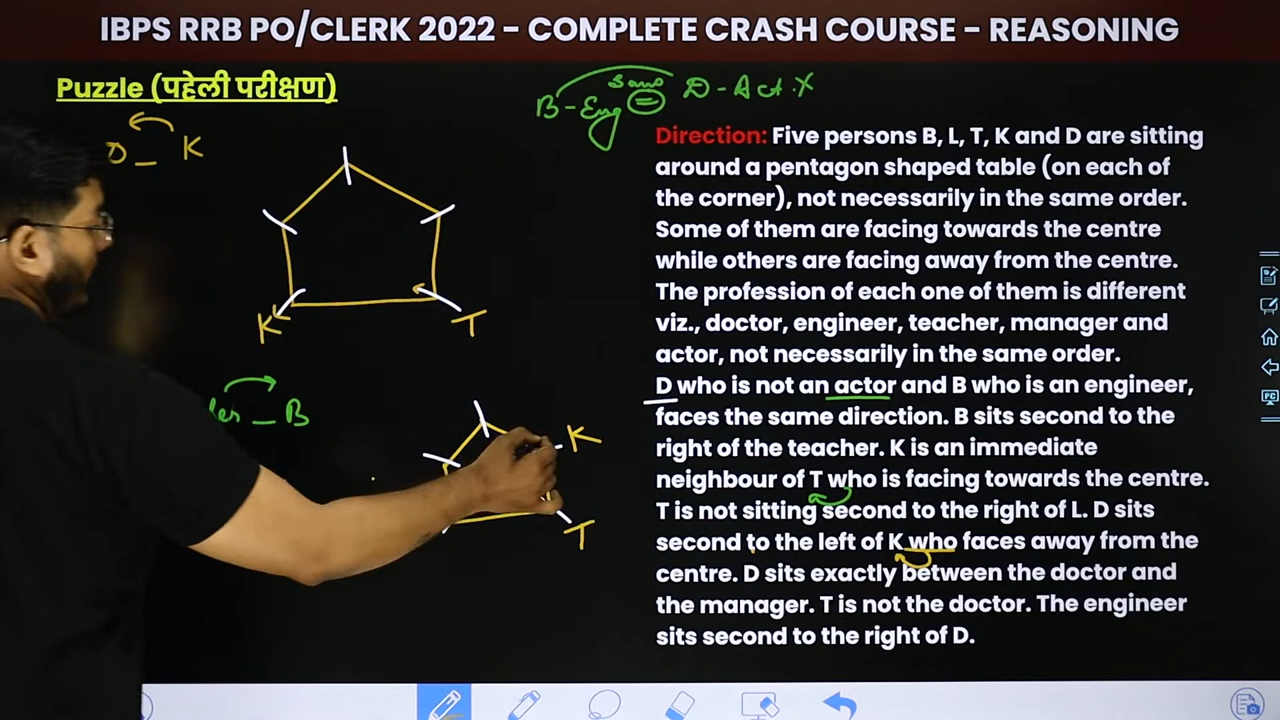 IBPS RRB PO/CLERK 2022 - COMPLETE CRASH COURSE - REASONING
Puzzle (पहेली परीक्षण)
B-Eng same D-Act.X
D_ K
K
T
_ B
K
T
Direction: Five persons B, L, T, K and D are sitting
around a pentagon shaped table (on each of
the corner), not necessarily in the same order.
Some of them are facing towards the centre
while others are facing away from the centre.
The profession of each one of them is different
viz., doctor, engineer, teacher, manager and
actor, not necessarily in the same order.
D who is not an actor and B who is an engineer,
faces the same direction. B sits second to the
right of the teacher. K is an immediate
neighbour of T who is facing towards the centre.
T is not sitting second to the right of L. D sits
second to the left of K who faces away from the
centre. D sits exactly between the doctor and
the manager. T is not the doctor. The engineer
sits second to the right of D.